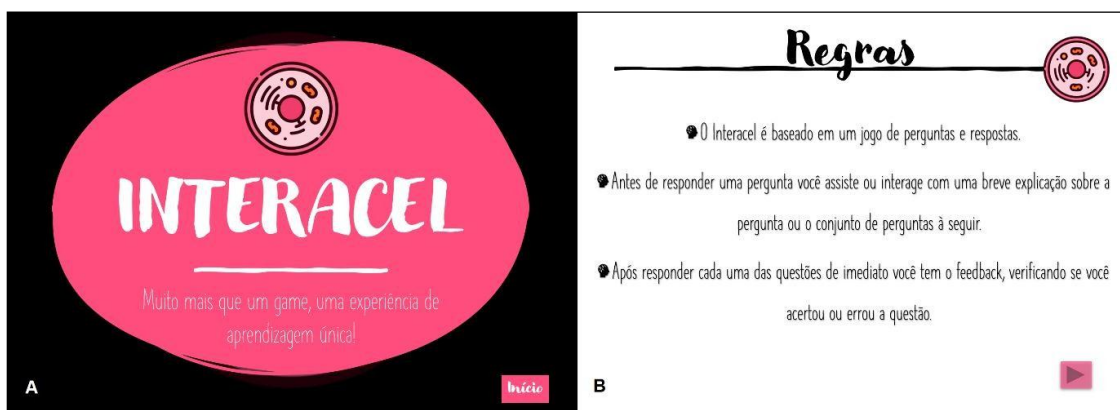 INTERACEL
Muito mais que um game, uma experiência de
aprendizagem única!
A
Início
Regras
O Interacel é baseado em um jogo de perguntas e respostas.
Antes de responder uma pergunta você assiste ou interage com uma breve explicação sobre a
pergunta ou o conjunto de perguntas à seguir.
Após responder cada uma das questões de imediato você tem o feedback, verificando se você
acertou ou errou a questão.
B